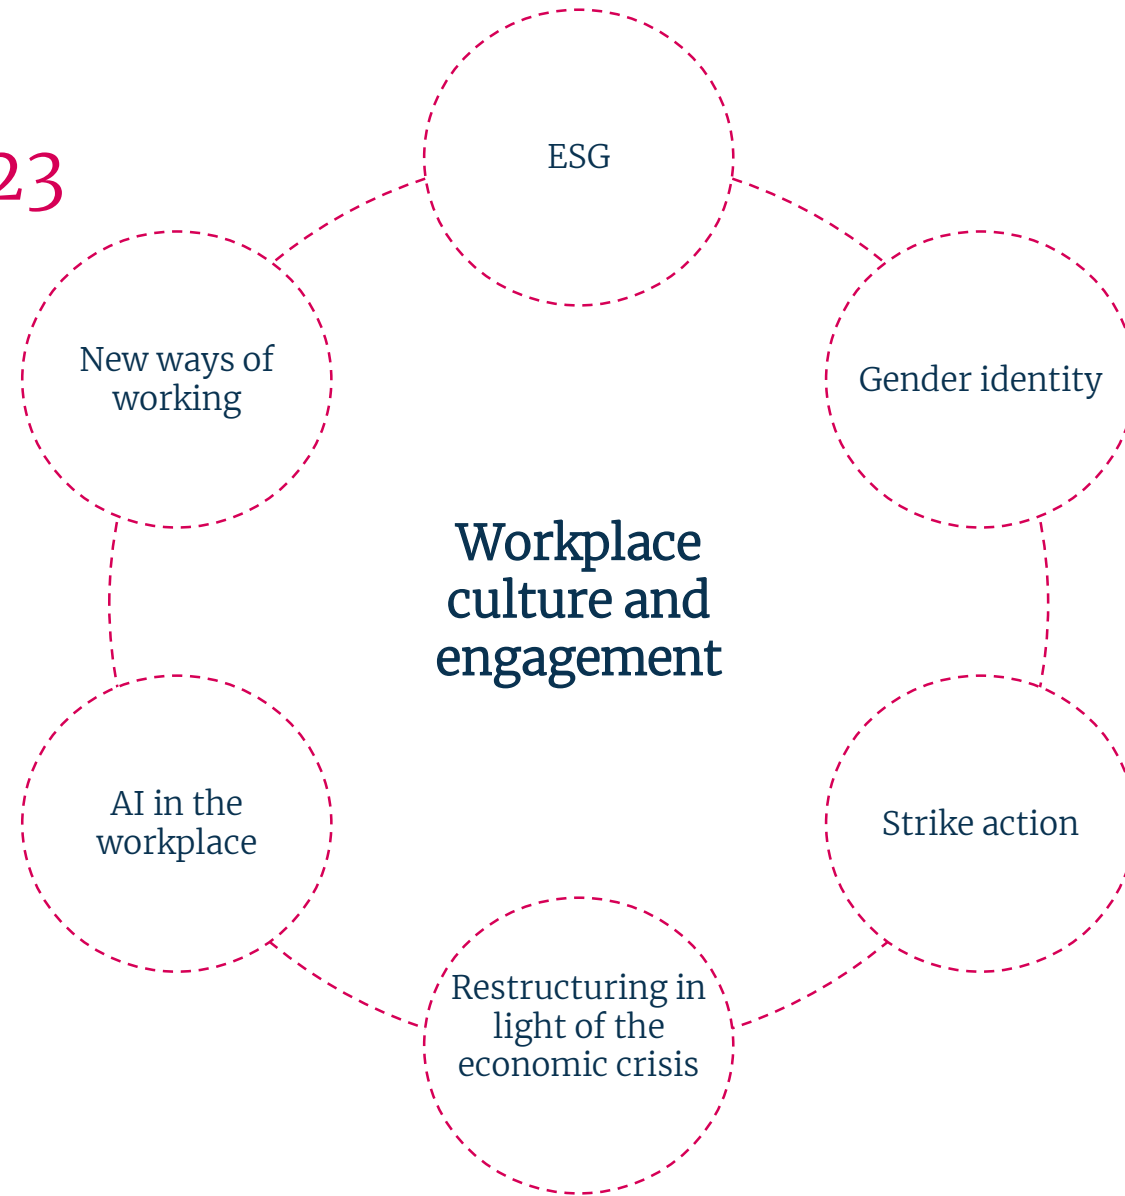 23
ESG
New ways of
working
Gender identity
Workplace
culture and
engagement
AI in the
workplace
Strike action
Restructuring in
light of the
economic crisis